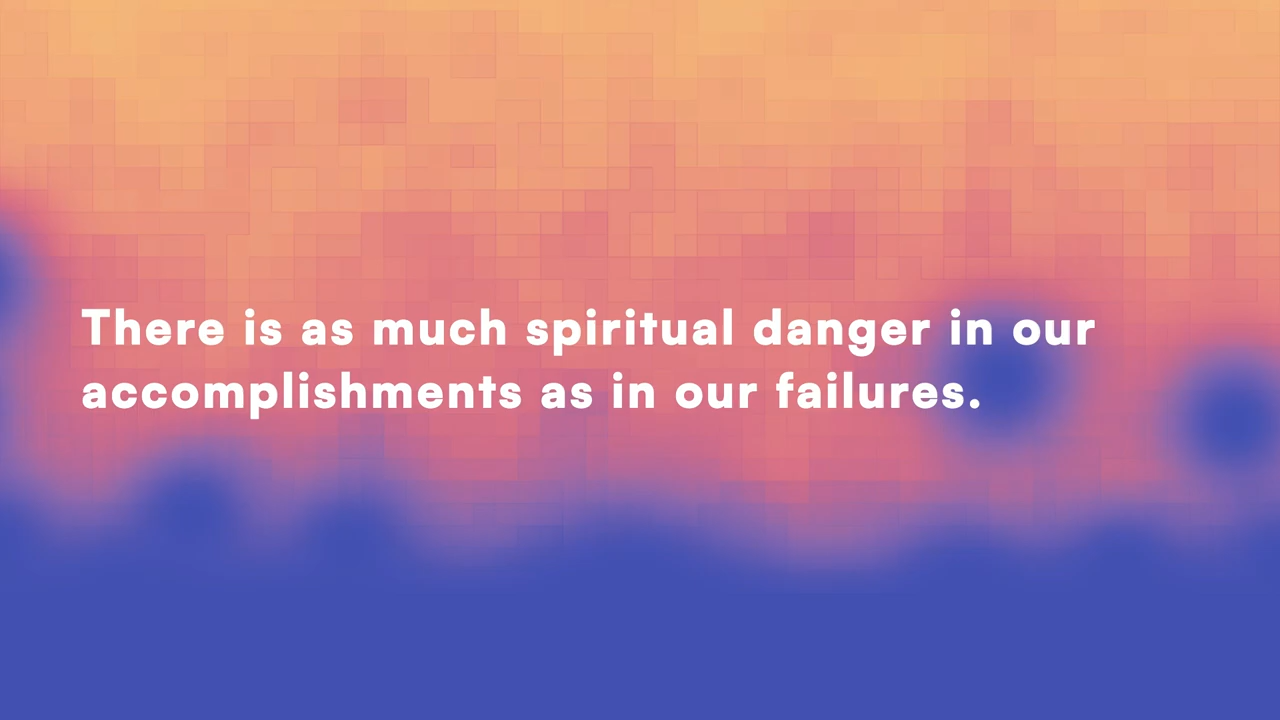 There is as much spiritual danger in our
accomplishments as in our failures.